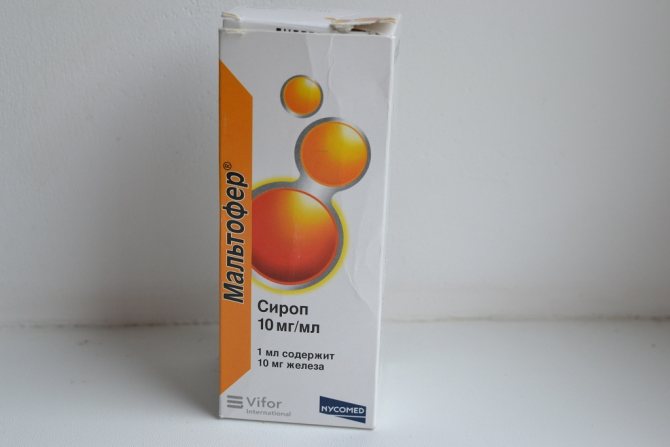 Мальтофер®
Сироп
10 мг/мл
1 мл содержит
10 мг железа
Vifor
International
NYCOMED